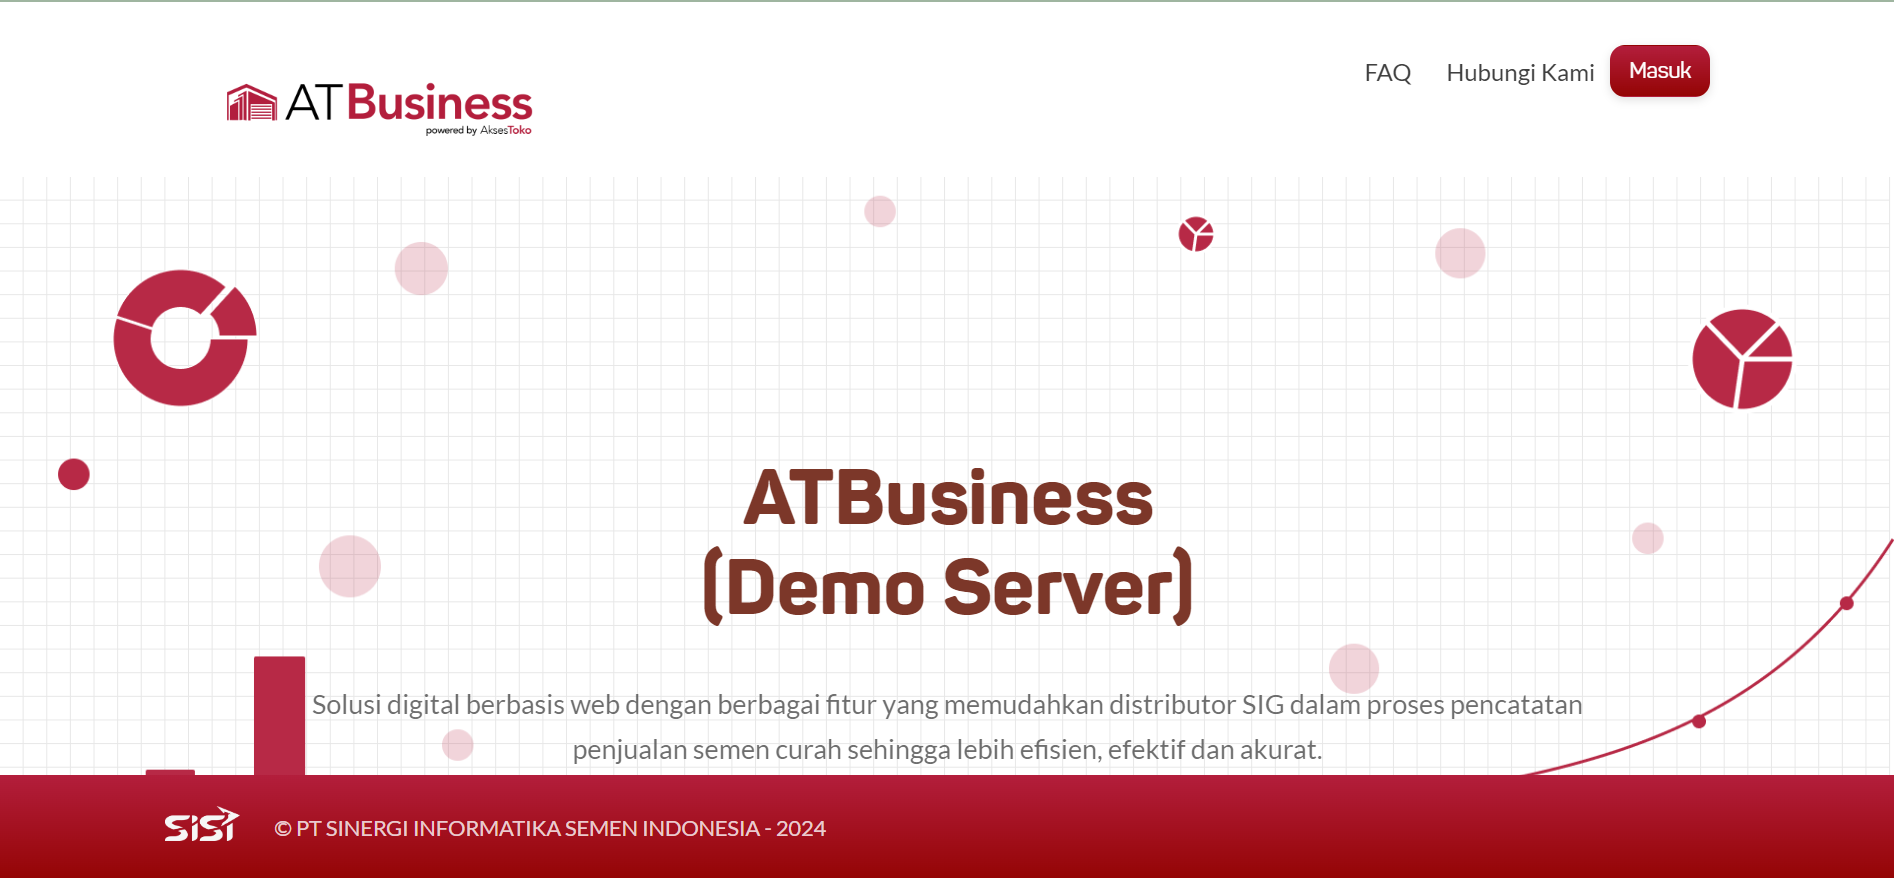 ATBusiness
powered by AksesToko
FAQ
Hubungi Kami
Masuk
ATBusiness
(Demo Server)
Solusi digital berbasis web dengan berbagai fitur yang memudahkan distributor SIG dalam proses pencatatan
penjualan semen curah sehingga lebih efisien, efektif dan akurat.
SISI
© PT SINERGI INFORMATIKA SEMEN INDONESIA - 2024